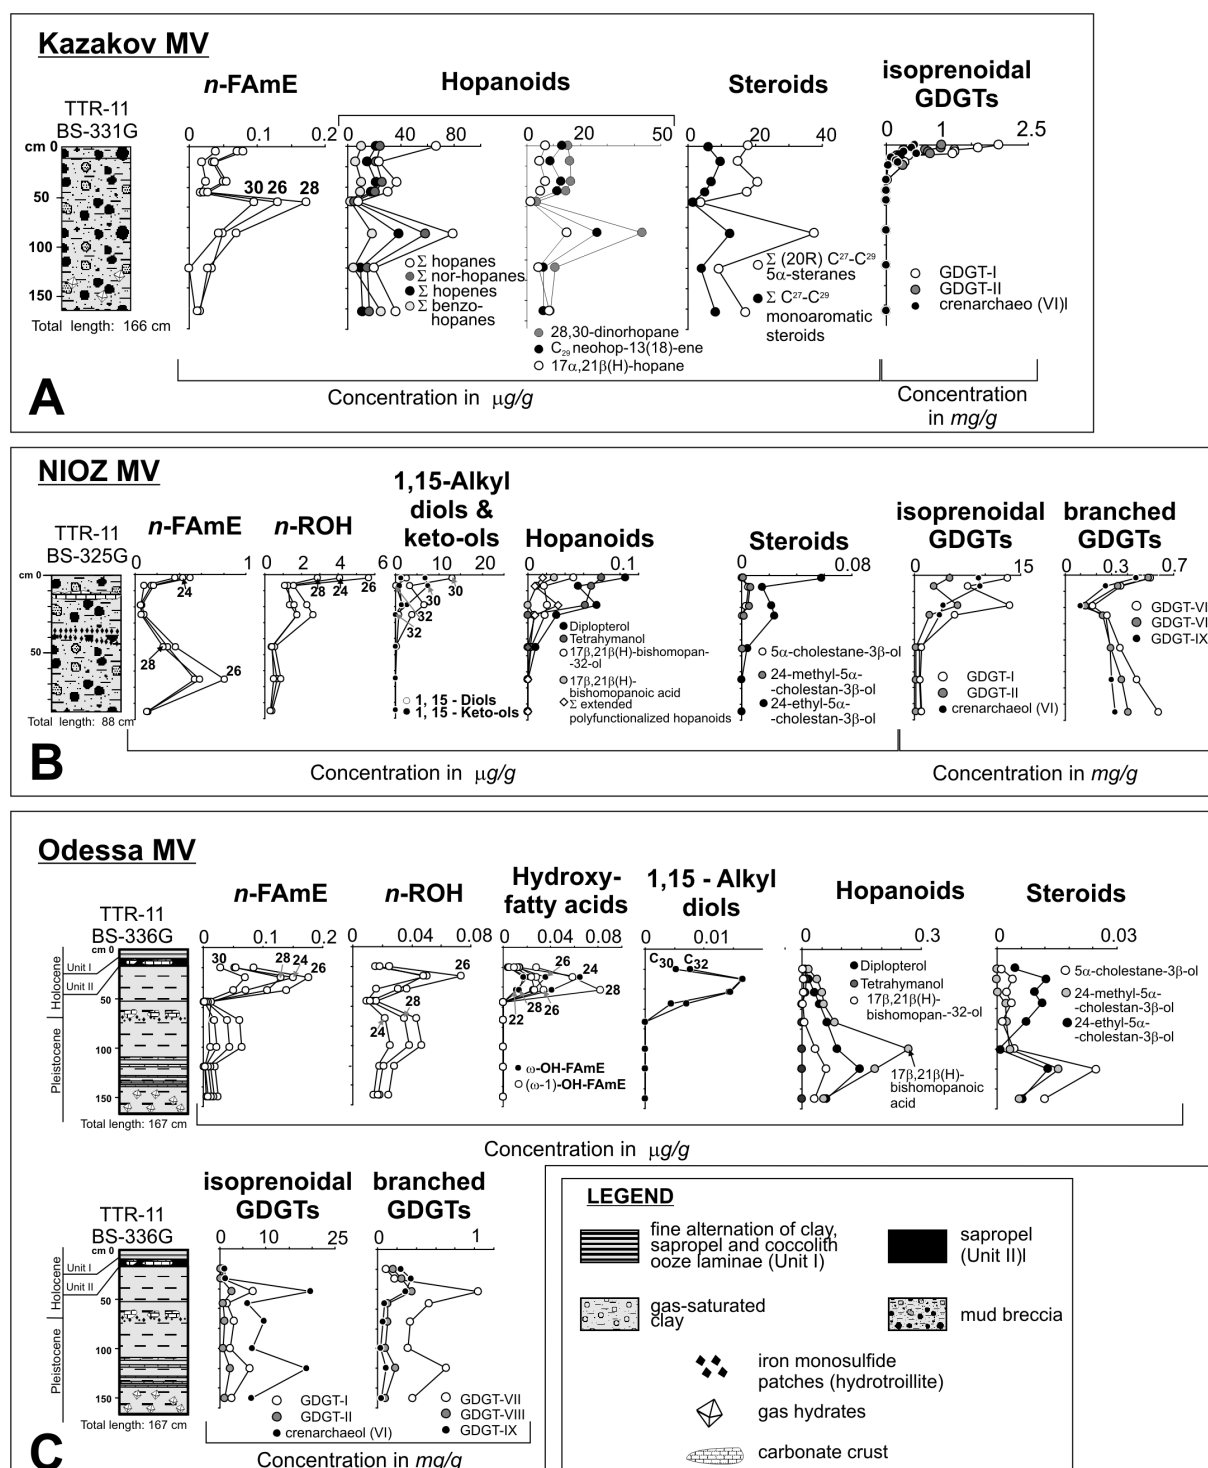 Kazakov MV
n-FAmE
Hopanoids
Steroids
isoprenoidal
GDGTs
TTR-11
BS-331G
0 0.1 0.2
0 40 80
0 20 50
0 20 40
0 1 2.5
cm 0
50
100
150
30 26 28
Σ hopanes
Σ nor-hopanes
Σ hopenes
Σ benzo-
hopanes
28,30-dinorhopane
C29 neohop-13(18)-ene
17α,21β(H)-hopane
Σ (20R) C27-C29
5α-steranes
Σ C27-C29
monoaromatic
steroids
GDGT-I
GDGT-II
crenarchaeo (VI)l
Total length: 166 cm
A
Concentration in μg/g
Concentration
in mg/g
NIOZ MV
TTR-11
BS-325G
n-FAmE
n-ROH
1,15-Alkyl
diols &
keto-ols
Hopanoids
Steroids
isoprenoidal
GDGTs
branched
GDGTs
0 1
0 2 4 6
0 10 20
0 0.1
0 0.08
0 15
0 0.3 0.7
cm 0
50
24
28
26
28 24 26
30
30
32
32
1, 15 - Diols
1, 15 - Keto-ols
Diplopterol
Tetrahymanol
17β,21β(H)-bishomopan-
-32-ol
17β,21β(H)-
bishomopanoic acid
Σ extended
polyfunctionalized hopanoids
5α-cholestane-3β-ol
24-methyl-5α-
-cholestan-3β-ol
24-ethyl-5α-
-cholestan-3β-ol
GDGT-I
GDGT-II
crenarchaeol (VI)
GDGT-VI
GDGT-VI
GDGT-IX
Total length: 88 cm
B
Concentration in μg/g
Concentration in mg/g
Odessa MV
TTR-11
BS-336G
n-FAmE
n-ROH
Hydroxy-
fatty acids
1,15 - Alkyl
diols
Hopanoids
Steroids
0 0.1 0.2
0 0.04 0.08
0 0.04 0.08
0 0.01
0 0.3
0 0.03
Holocene
Pleistocene
Unit I
Unit II
cm 0
50
100
150
30 28 24 26
26
28
24
26
24
28
28 26
22
ω-OH-FAmE
(ω-1)-OH-FAmE
C30 C32
Diplopterol
Tetrahymanol
17β,21β(H)-
bishomopan--32-ol
17β,21β(H)-
bishomopanoic
acid
5α-cholestane-3β-ol
24-methyl-5α-
-cholestan-3β-ol
24-ethyl-5α-
-cholestan-3β-ol
Total length: 167 cm
Concentration in μg/g
isoprenoidal
GDGTs
branched
GDGTs
TTR-11
BS-336G
0 10 25
0 1
Holocene
Pleistocene
Unit I
Unit II
cm 0
50
100
150
GDGT-I
GDGT-II
crenarchaeol (VI)
GDGT-VII
GDGT-VIII
GDGT-IX
Total length: 167 cm
C
Concentration in mg/g
LEGEND
fine alternation of clay,
sapropel and coccolith
ooze laminae (Unit I)
sapropel
(Unit II)l
gas-saturated
clay
mud breccia
iron monosulfide
patches (hydrotroillite)
gas hydrates
carbonate crust